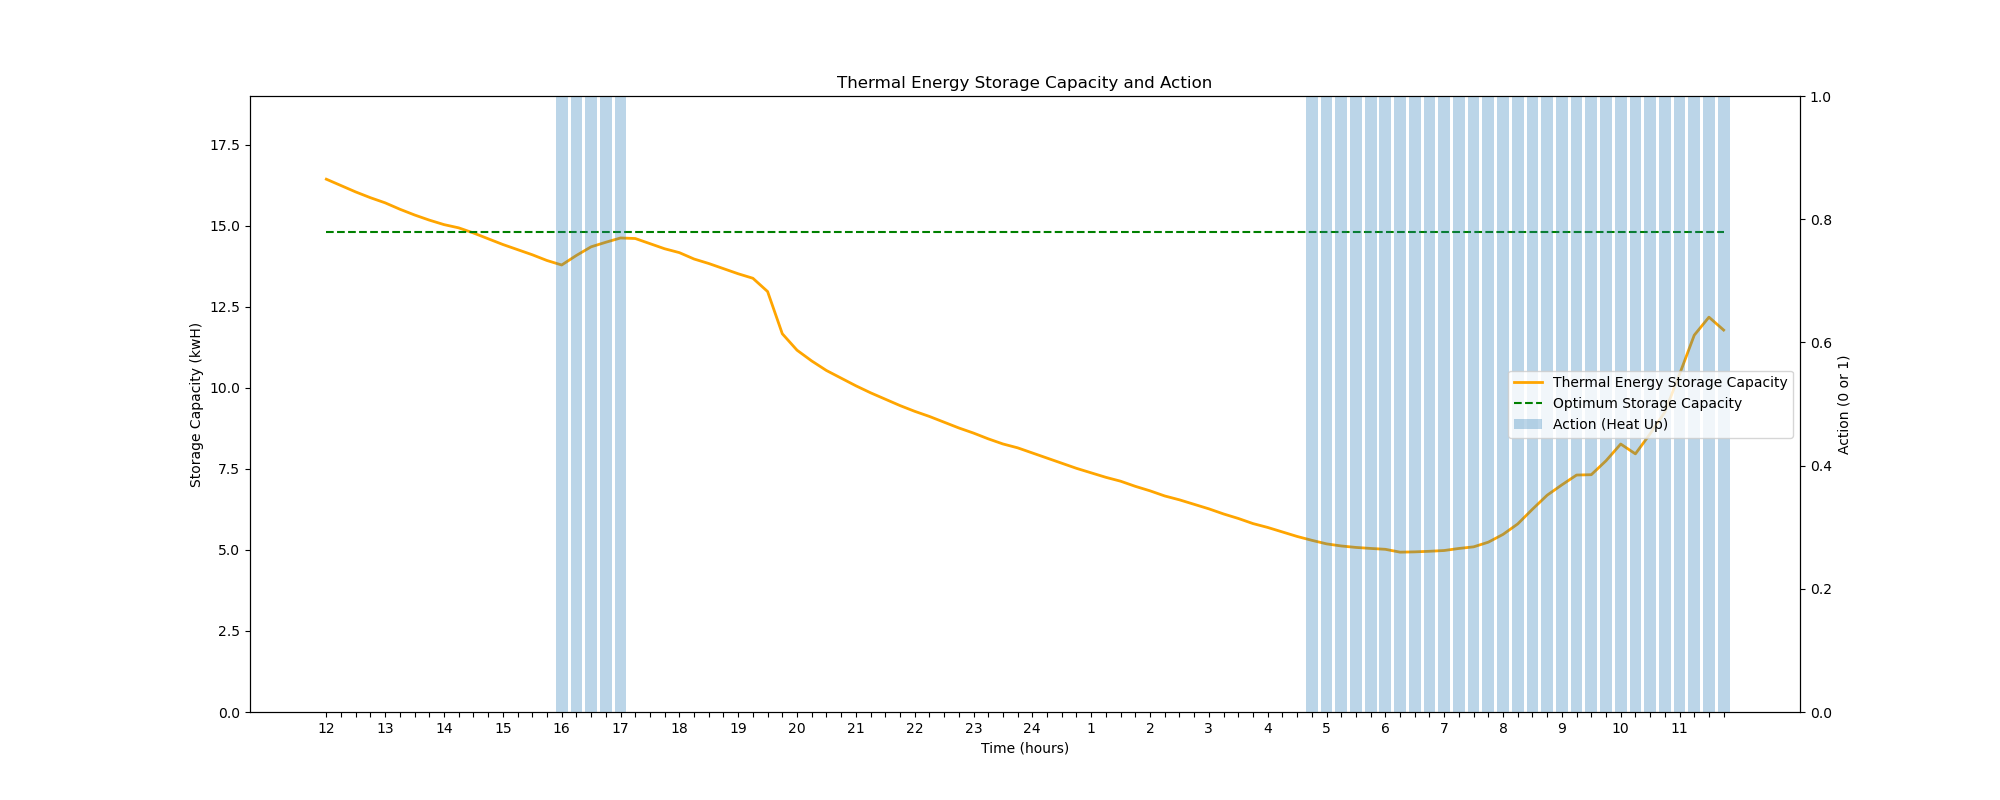 Thermal Energy Storage Capacity and Action
Storage Capacity (kwH)
17.5
15.0
12.5
10.0
7.5
5.0
2.5
0.0
1.0
0.8
0.6
0.4
0.2
0.0
Action (0 or 1)
Thermal Energy Storage Capacity
Optimum Storage Capacity
Action (Heat Up)
12 13 14 15 16 17 18 19 20 21 22 23 24 1 2 3 4 5 6 7 8 9 10 11
Time (hours)